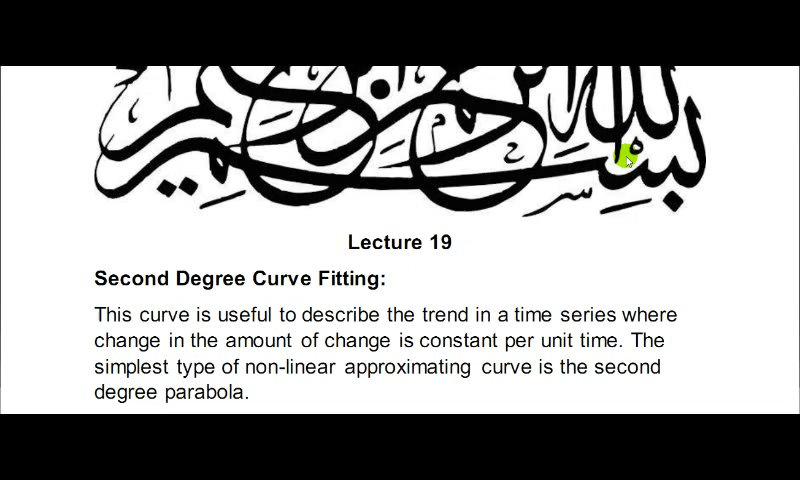 بسم الله الرحمن الرحيم
Lecture 19
Second Degree Curve Fitting:
This curve is useful to describe the trend in a time series where
change in the amount of change is constant per unit time. The
simplest type of non-linear approximating curve is the second
degree parabola.